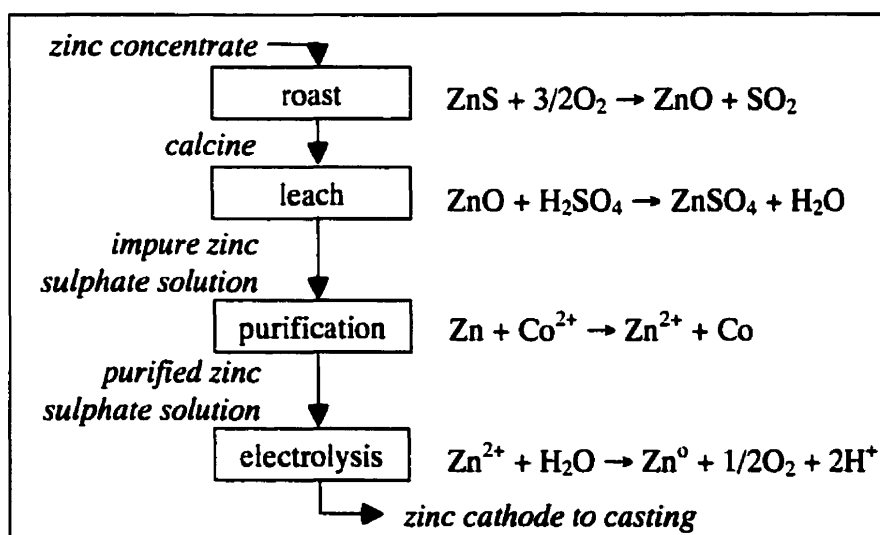 zinc concentrate
roast
ZnS + 3/2O₂ → ZnO + SO₂
calcine
leach
ZnO + H₂SO₄ → ZnSO₄ + H₂O
impure zinc
sulphate solution
purification
Zn + Co²⁺ → Zn²⁺ + Co
purified zinc
sulphate solution
electrolysis
Zn²⁺ + H₂O → Zn⁰ + 1/2O₂ + 2H⁺
zinc cathode to casting